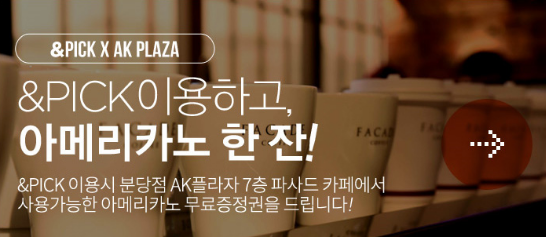 &PICK X AK PLAZA
&PICK이용하고,
아메리카노 한 잔!
&PICK 이용시 분당점 AK플라자 7층 파사드 카페에서
사용가능한 아메리카노 무료증정권을 드립니다!
FACADE